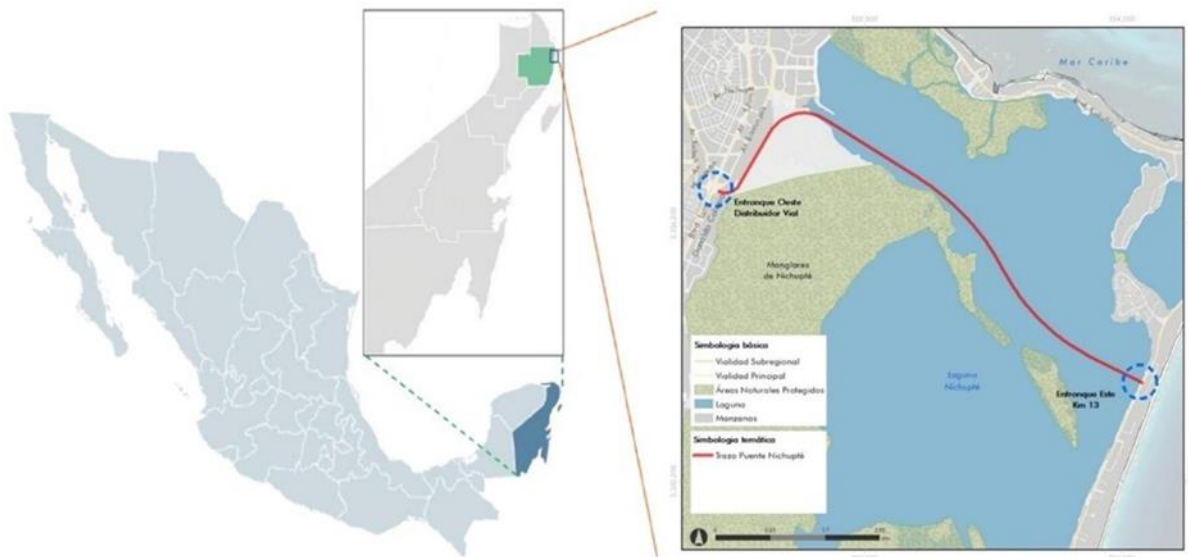 Mar Caribe
Entronque Oeste
Distribuidor Vial
Manglares
de Nichupté
Simbología básica
Vialidad Subregional
Vialidad Principal
Áreas Naturales Protegidas
Laguna
Manzanas
Simbología temática
Trazo Puente Nichupté
Laguna
Nichupté
Entronque Este
Km 13